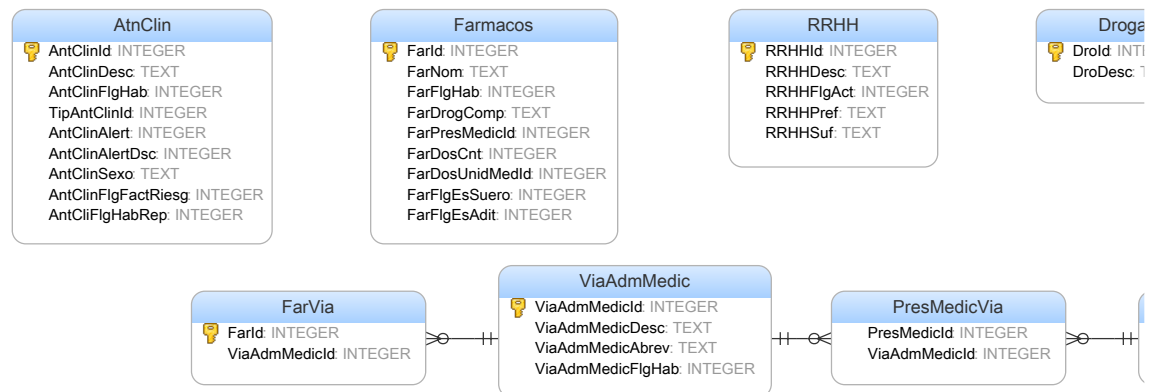 AtnClin
AntClinId: INTEGER
AntClinDesc: TEXT
AntClinFlgHab: INTEGER
TipAntClinId: INTEGER
AntClinAlert: INTEGER
AntClinAlertDsc: INTEGER
AntClinSexo: TEXT
AntClinFlgFactRiesg: INTEGER
AntCliFlgHabRep: INTEGER
Farmacos
FarId: INTEGER
FarNom: TEXT
FarFlgHab: INTEGER
FarDrogComp: TEXT
FarPresMedicId: INTEGER
FarDosCnt: INTEGER
FarDosUnidMedId: INTEGER
FarFlgEsSuero: INTEGER
FarFlgEsAdit: INTEGER
RRHH
RRHHId: INTEGER
RRHHDesc: TEXT
RRHHFlgAct: INTEGER
RRHHPref: TEXT
RRHHSuf: TEXT
Droga
DroId: INTE
DroDesc:
FarVia
FarId: INTEGER
ViaAdmMedicId: INTEGER
ViaAdmMedic
ViaAdmMedicId: INTEGER
ViaAdmMedicDesc: TEXT
ViaAdmMedicAbrev: TEXT
ViaAdmMedicFlgHab: INTEGER
PresMedicVia
PresMedicId: INTEGER
ViaAdmMedicId: INTEGER